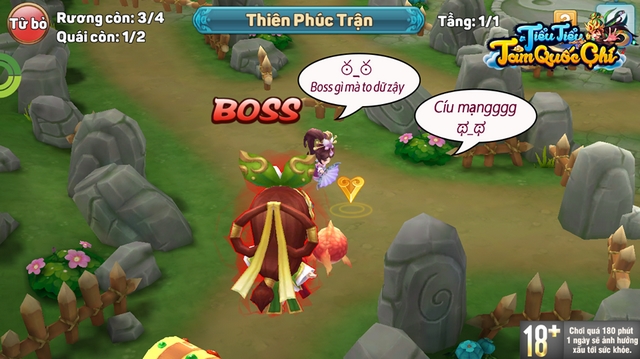 Từ bỏ
Rương còn: 3/4
Quái còn: 1/2
Thiên Phúc Trận
Tầng: 1/1
Tiểu Tiểu
Tam Quốc Chí
ಠ_ಠ
Boss gì mà to dữ zậy
BOSS
Cíu mạngggg
ಥ_ಥ
18+
Chơi quá 180 phút
1 ngày sẽ ảnh hưởng
xấu tới sức khỏe.